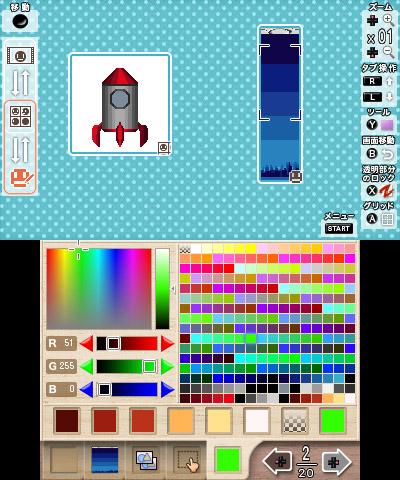 移動
ズーム
x 01
タブ操作
R
L
ツール
Y
画面移動
B
透明部分
のロック
X
グリッド
A
メニュー
START
R 51
G 255
B 0
2
20